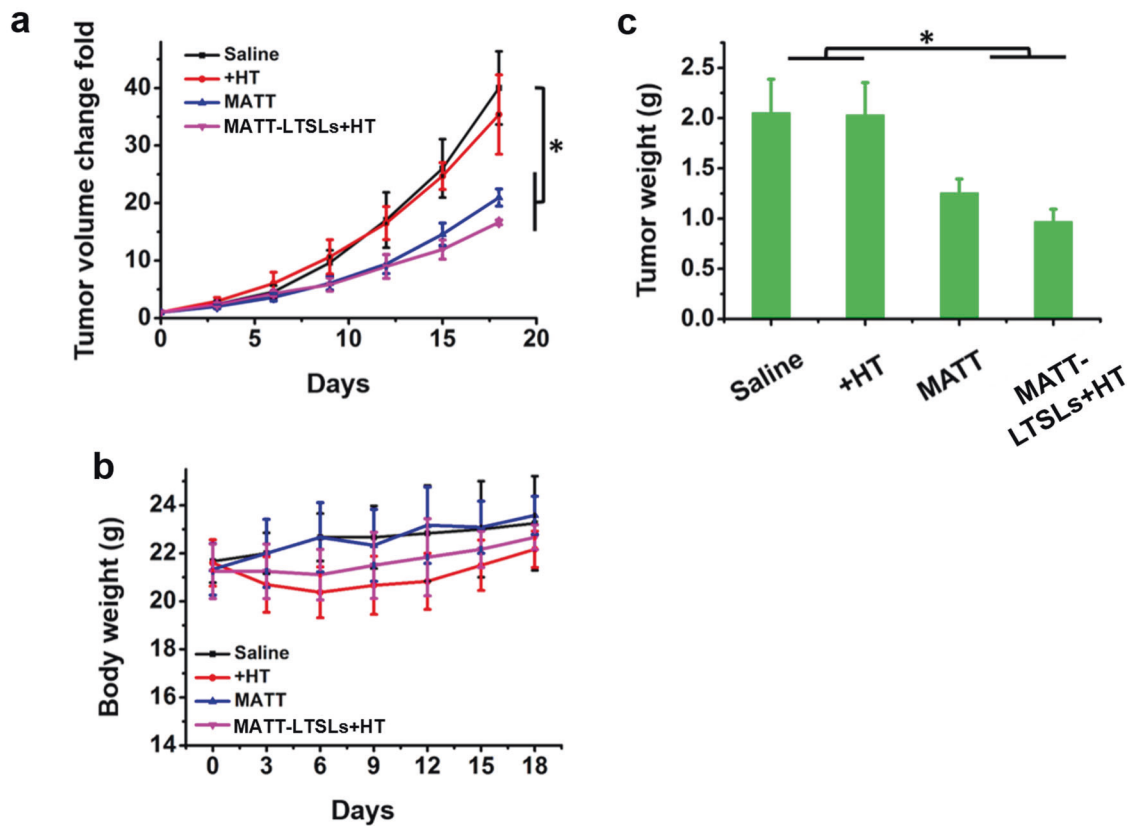 a
Tumor volume change fold
40
30
20
10
0
Saline
+HT
MATT
MATT-LTSLs+HT
*
0 5 10 15 20
Days
c
Tumor weight (g)
2.5
2.0
1.5
1.0
0.5
0.0
*
Saline
+HT
MATT
MATT-
LTSLs+HT
b
Body weight (g)
24
22
20
18
16
14
Saline
+HT
MATT
MATT-LTSLs+HT
0 3 6 9 12 15 18
Days